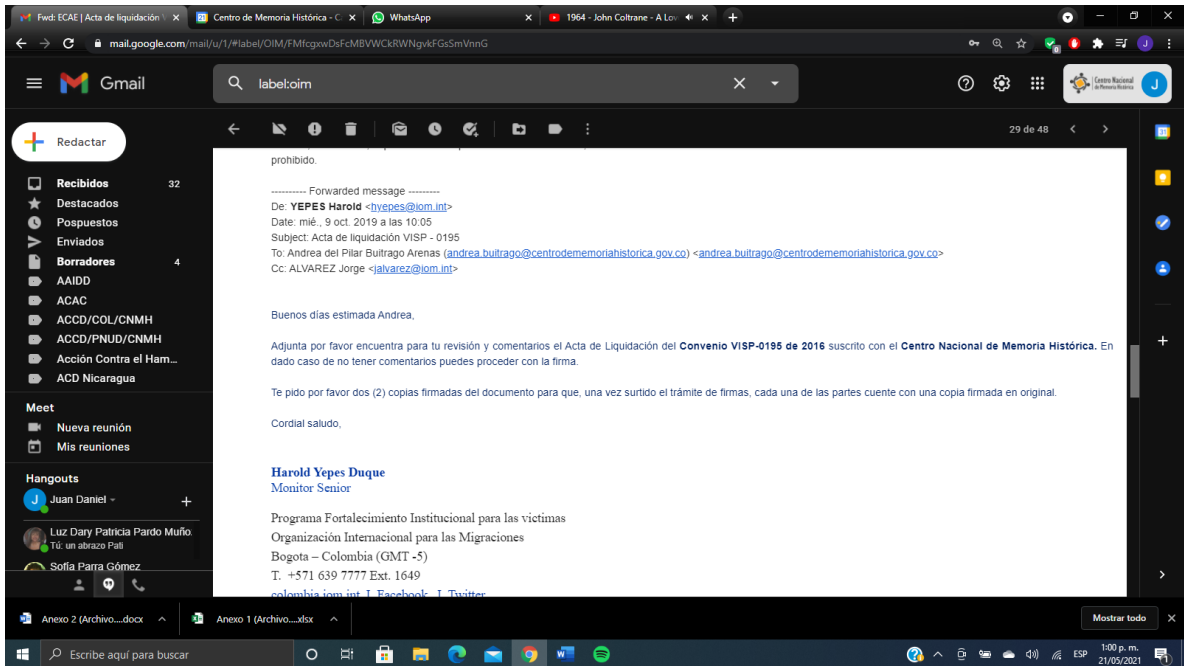 Fwd: ECAE | Acta de liquidación V
Centro de Memoria Histórica - C
WhatsApp
1964 - John Coltrane - A Lov
mail.google.com/mail/u/1/#label/OIM/FMfcgxwDsFcMBVWCkRWNgvkFGsSmVnnG
Gmail
label:oim
Centro Nacional
de Memoria Histórica
J
Redactar
29 de 48
Recibidos 32
Destacados
Pospuestos
Enviados
Borradores 4
AAIDD
ACAC
ACCD/COL/CNMH
ACCD/PNUD/CNMH
Acción Contra el Ham...
ACD Nicaragua
Meet
Nueva reunión
Mis reuniones
Hangouts
J Juan Daniel
Luz Dary Patricia Pardo Muño
Tú: un abrazo Pati
Sofía Parra Gómez
prohibido.
---------- Forwarded message ---------
De: YEPES Harold <hyepes@iom.int>
Date: mié., 9 oct. 2019 a las 10:05
Subject: Acta de liquidación VISP - 0195
To: Andrea del Pilar Buitrago Arenas (andrea.buitrago@centrodememoriahistorica.gov.co) <andrea.buitrago@centrodememoriahistorica.gov.co>
Cc: ALVAREZ Jorge <jalvarez@iom.int>
Buenos días estimada Andrea,
Adjunta por favor encuentra para tu revisión y comentarios el Acta de Liquidación del Convenio VISP-0195 de 2016 suscrito con el Centro Nacional de Memoria Histórica. En
dado caso de no tener comentarios puedes proceder con la firma.
Te pido por favor dos (2) copias firmadas del documento para que, una vez surtido el trámite de firmas, cada una de las partes cuente con una copia firmada en original.
Cordial saludo,
Harold Yepes Duque
Monitor Senior
Programa Fortalecimiento Institucional para las victimas
Organización Internacional para las Migraciones
Bogota – Colombia (GMT -5)
T. +571 639 7777 Ext. 1649
colombia.iom.int I Facebook I Twitter
Anexo 2 (Archivo....docx
Anexo 1 (Archivo....xlsx
Mostrar todo
Escribe aquí para buscar
ESP
1:00 p. m.
21/05/2021